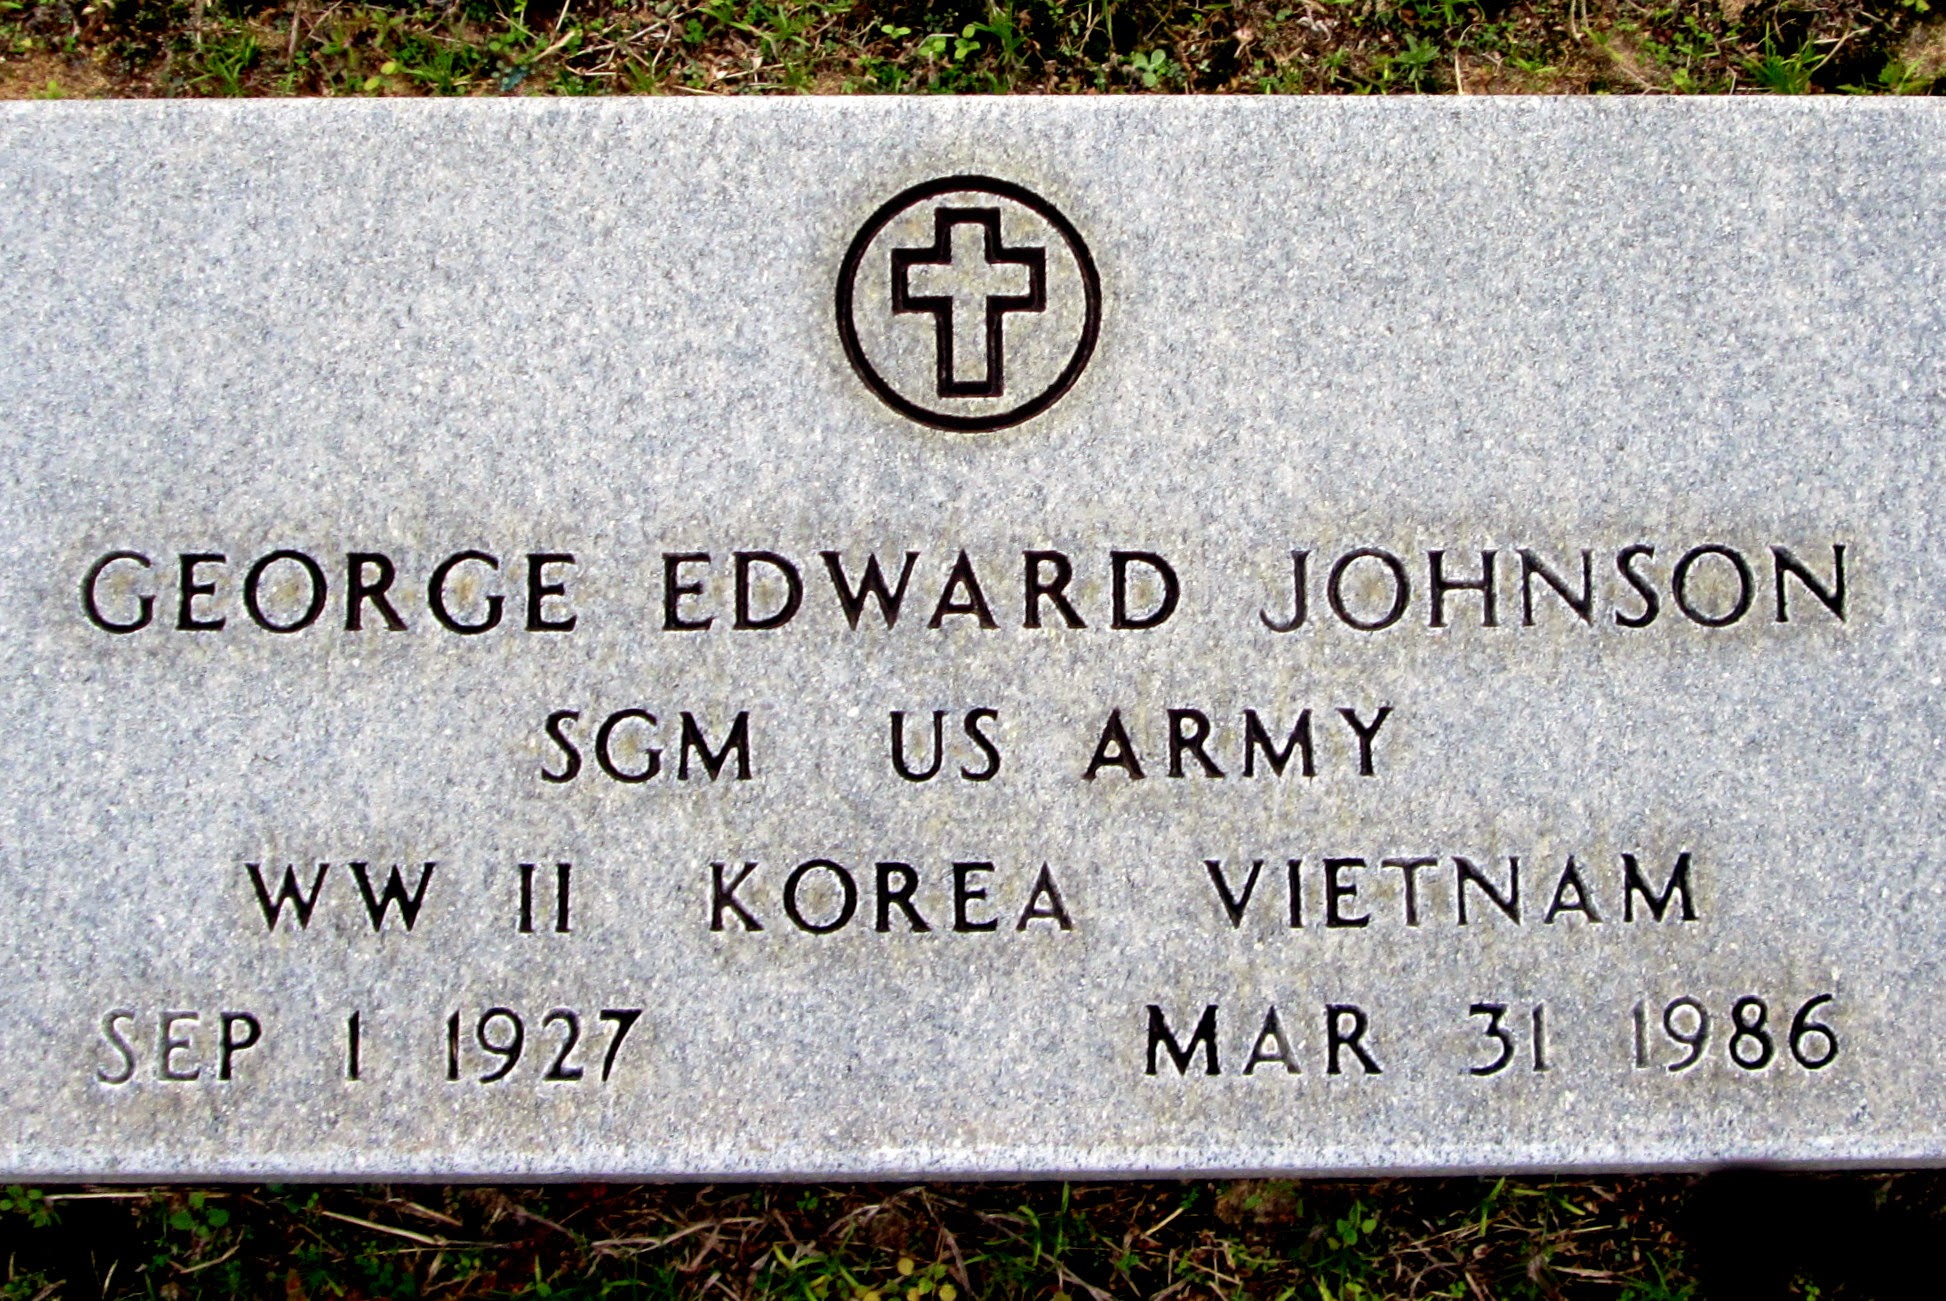 GEORGE EDWARD JOHNSON
SGM US ARMY
WW II KOREA VIETNAM
SEP 1 1927 MAR 31 1986